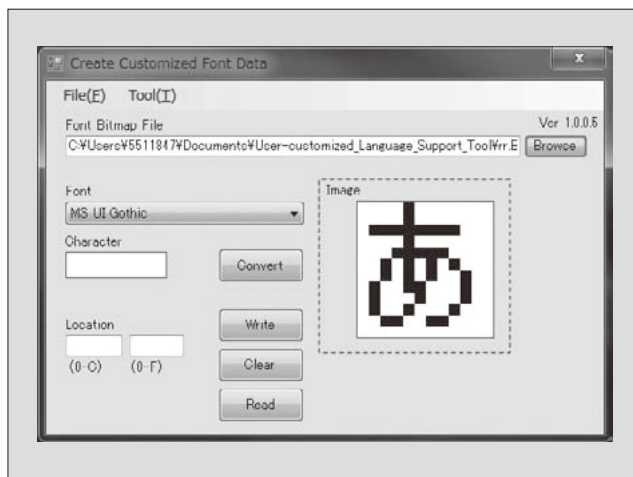 Create Customized Font Data
File(F) Tool(T)
Font Bitmap File Ver 1.0.0.5
C:¥Users¥5511847¥Documents¥User-customized_Language_Support_Tool¥rr.E Browse
Font
MS UI Gothic
Image
あ
Character
Convert
Location
Write
(0-C) (0-F)
Clear
Read